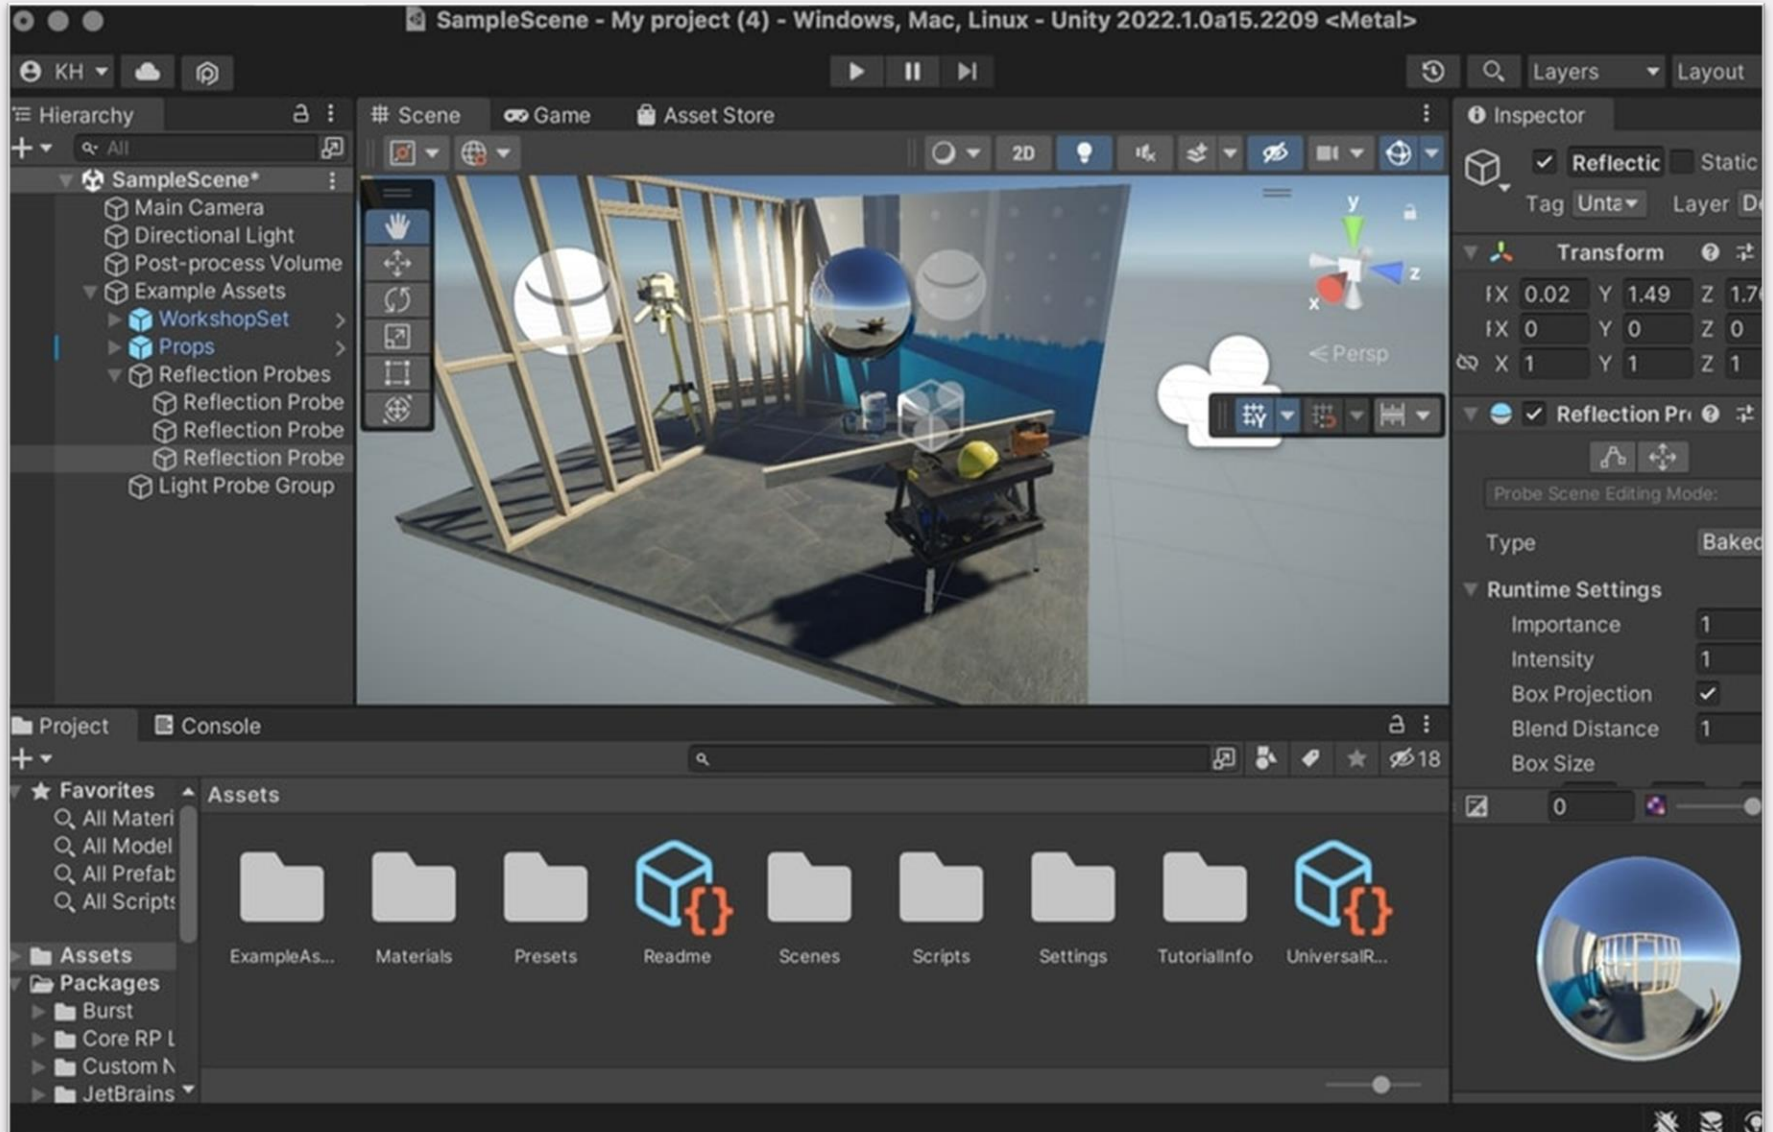 SampleScene - My project (4) - Windows, Mac, Linux - Unity 2022.1.0a15.2209 <Metal>
KH
Layers
Layout
Hierarchy
All
SampleScene*
Main Camera
Directional Light
Post-process Volume
Example Assets
WorkshopSet
Props
Reflection Probes
Reflection Probe
Reflection Probe
Reflection Probe
Light Probe Group
Scene
Game
Asset Store
2D
y
z
x
Persp
Inspector
Reflectic
Static
Tag Unta
Layer
Transform
X 0.02 Y 1.49 Z 1.7
X 0 Y 0 Z 0
X 1 Y 1 Z 1
Reflection Pr
Probe Scene Editing Mode:
Type Baked
Runtime Settings
Importance 1
Intensity 1
Box Projection
Blend Distance 1
Box Size
0
Project
Console
18
Favorites
All Materi
All Model
All Prefab
All Scripts
Assets
Packages
Burst
Core RP L
Custom N
JetBrains
Assets
ExampleAs...
Materials
Presets
Readme
Scenes
Scripts
Settings
TutorialInfo
UniversalR...